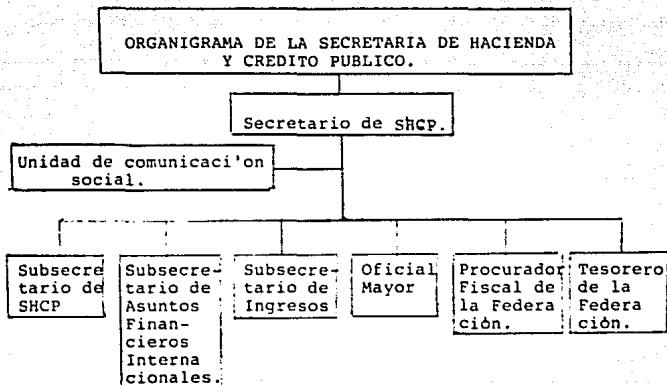 ORGANIGRAMA DE LA SECRETARIA DE HACIENDA
Y CREDITO PUBLICO.
Secretario de SHCP.
Unidad de comunicaci'on
social.
Subsecre
tario de
SHCP
Subsecre-
tario de
Asuntos
Finan-
cieros
Interna
cionales.
Subsecre-
tario de
Ingresos
Oficial
Mayor
Procurador
Fiscal de
la Federa
ción.
Tesorero
de la
Federa
ción.